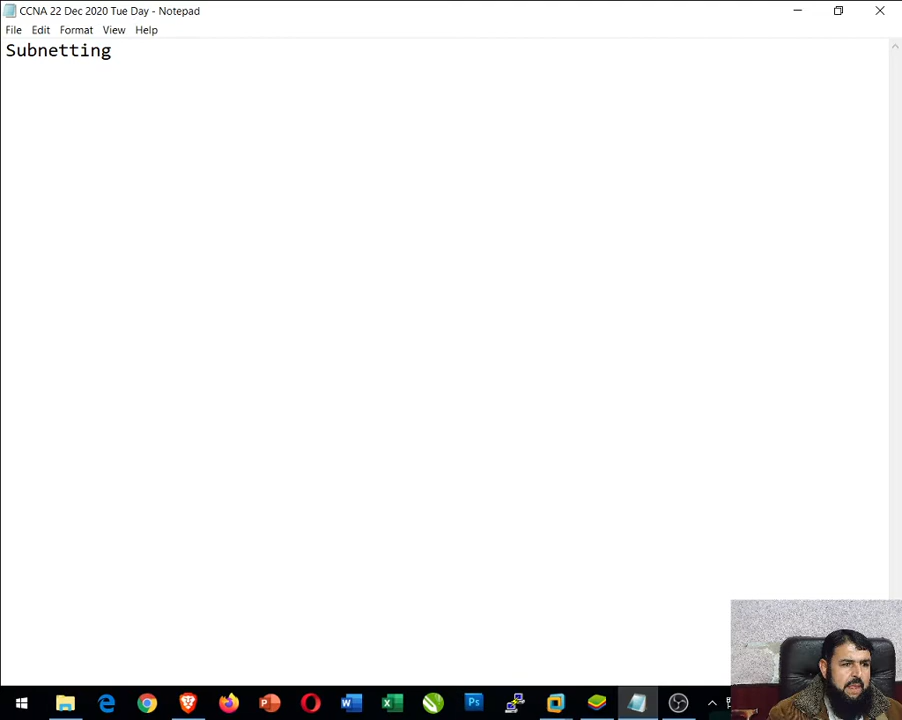 CCNA 22 Dec 2020 Tue Day - Notepad
File Edit Format View Help
Subnetting